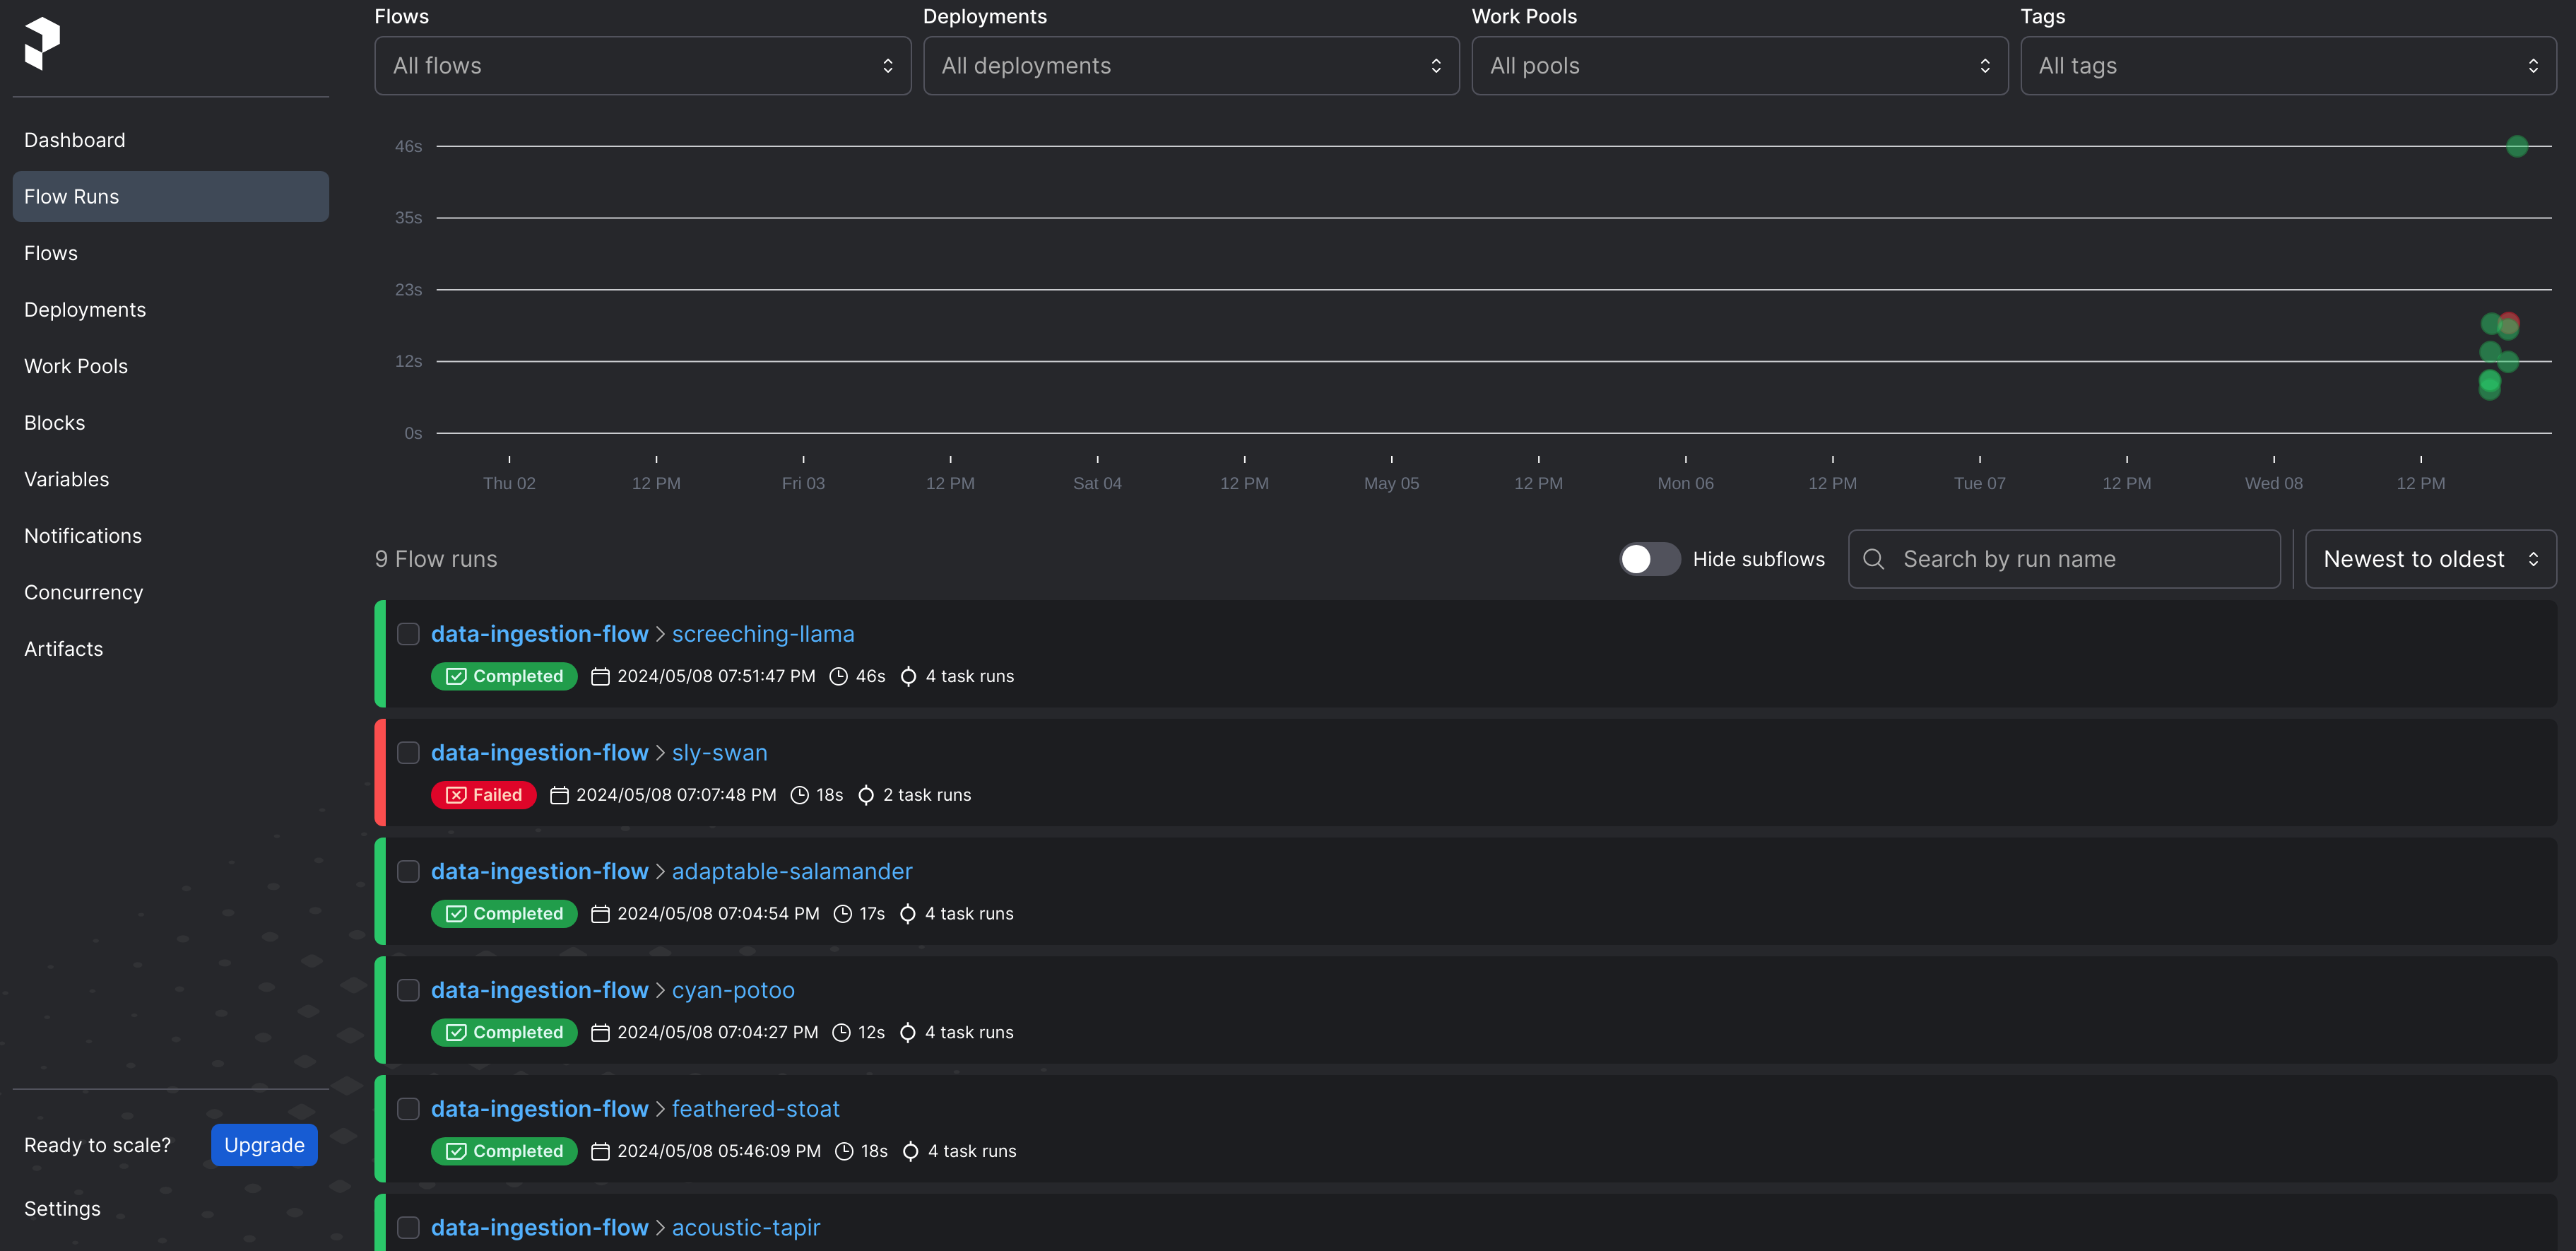 Flows
Deployments
Work Pools
Tags
All flows
All deployments
All pools
All tags
Dashboard
Flow Runs
Flows
Deployments
Work Pools
Blocks
Variables
Notifications
Concurrency
Artifacts
Ready to scale?
Upgrade
Settings
46s
35s
23s
12s
0s
Thu 02
12 PM
Fri 03
12 PM
Sat 04
12 PM
May 05
12 PM
Mon 06
12 PM
Tue 07
12 PM
Wed 08
12 PM
9 Flow runs
Hide subflows
Search by run name
Newest to oldest
data-ingestion-flow > screeching-llama
Completed 2024/05/08 07:51:47 PM 46s 4 task runs
data-ingestion-flow > sly-swan
Failed 2024/05/08 07:07:48 PM 18s 2 task runs
data-ingestion-flow > adaptable-salamander
Completed 2024/05/08 07:04:54 PM 17s 4 task runs
data-ingestion-flow > cyan-potoo
Completed 2024/05/08 07:04:27 PM 12s 4 task runs
data-ingestion-flow > feathered-stoat
Completed 2024/05/08 05:46:09 PM 18s 4 task runs
data-ingestion-flow > acoustic-tapir